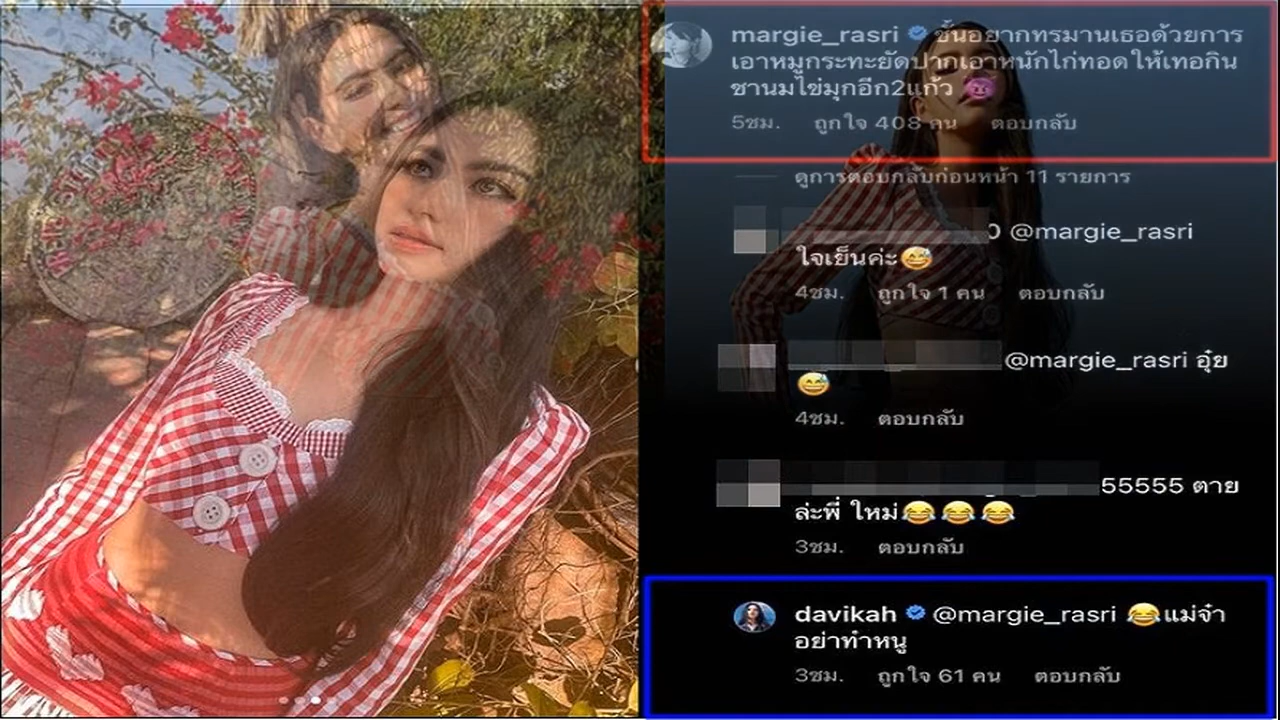 margie_rasri ชั้นอยากทรมานเธอด้วยการ
เอาหมูกระทะยัดปากเอาหนักไก่ทอดให้เทอกิน
ชานมไข่มุกอีก2แก้ว 😈
5ชม. ถูกใจ 408 คน ตอบกลับ
ดูการตอบกลับก่อนหน้า 11 รายการ
0 @margie_rasri
ใจเย็นค่ะ😅
4ชม. ถูกใจ 1 คน ตอบกลับ
@margie_rasri อุ๋ย
😅
4ชม. ตอบกลับ
55555 ตาย
ล่ะพี่ ใหม่😂😂😂
3ชม. ตอบกลับ
davikah @margie_rasri 😂แม่จ๋า
อย่าทำหนู
3ชม. ถูกใจ 61 คน ตอบกลับ